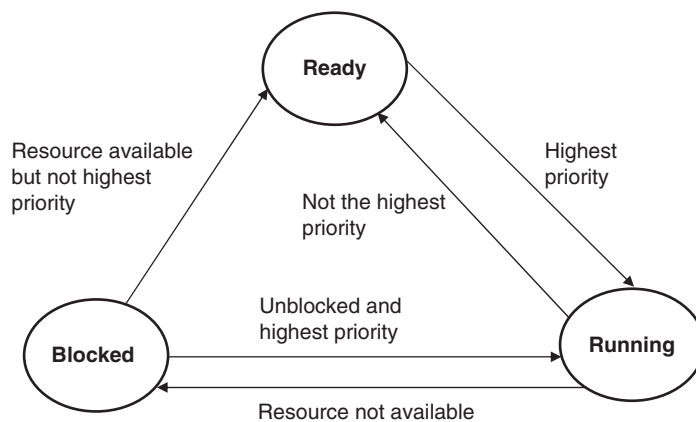 Ready
Resource available
but not highest
priority
Highest
priority
Not the highest
priority
Unblocked and
highest priority
Blocked
Running
Resource not available